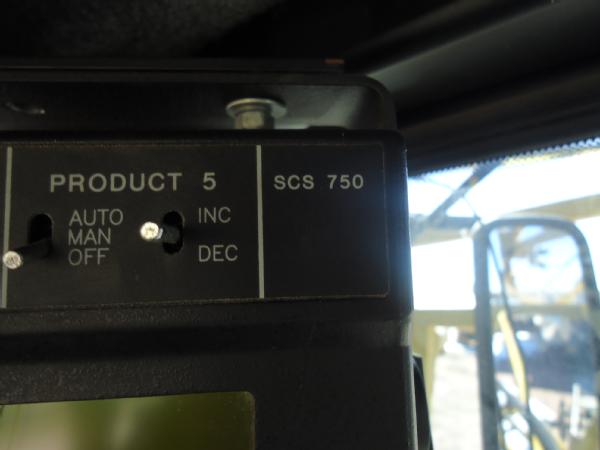 PRODUCT 5
SCS 750
AUTO
MAN
OFF
INC
DEC